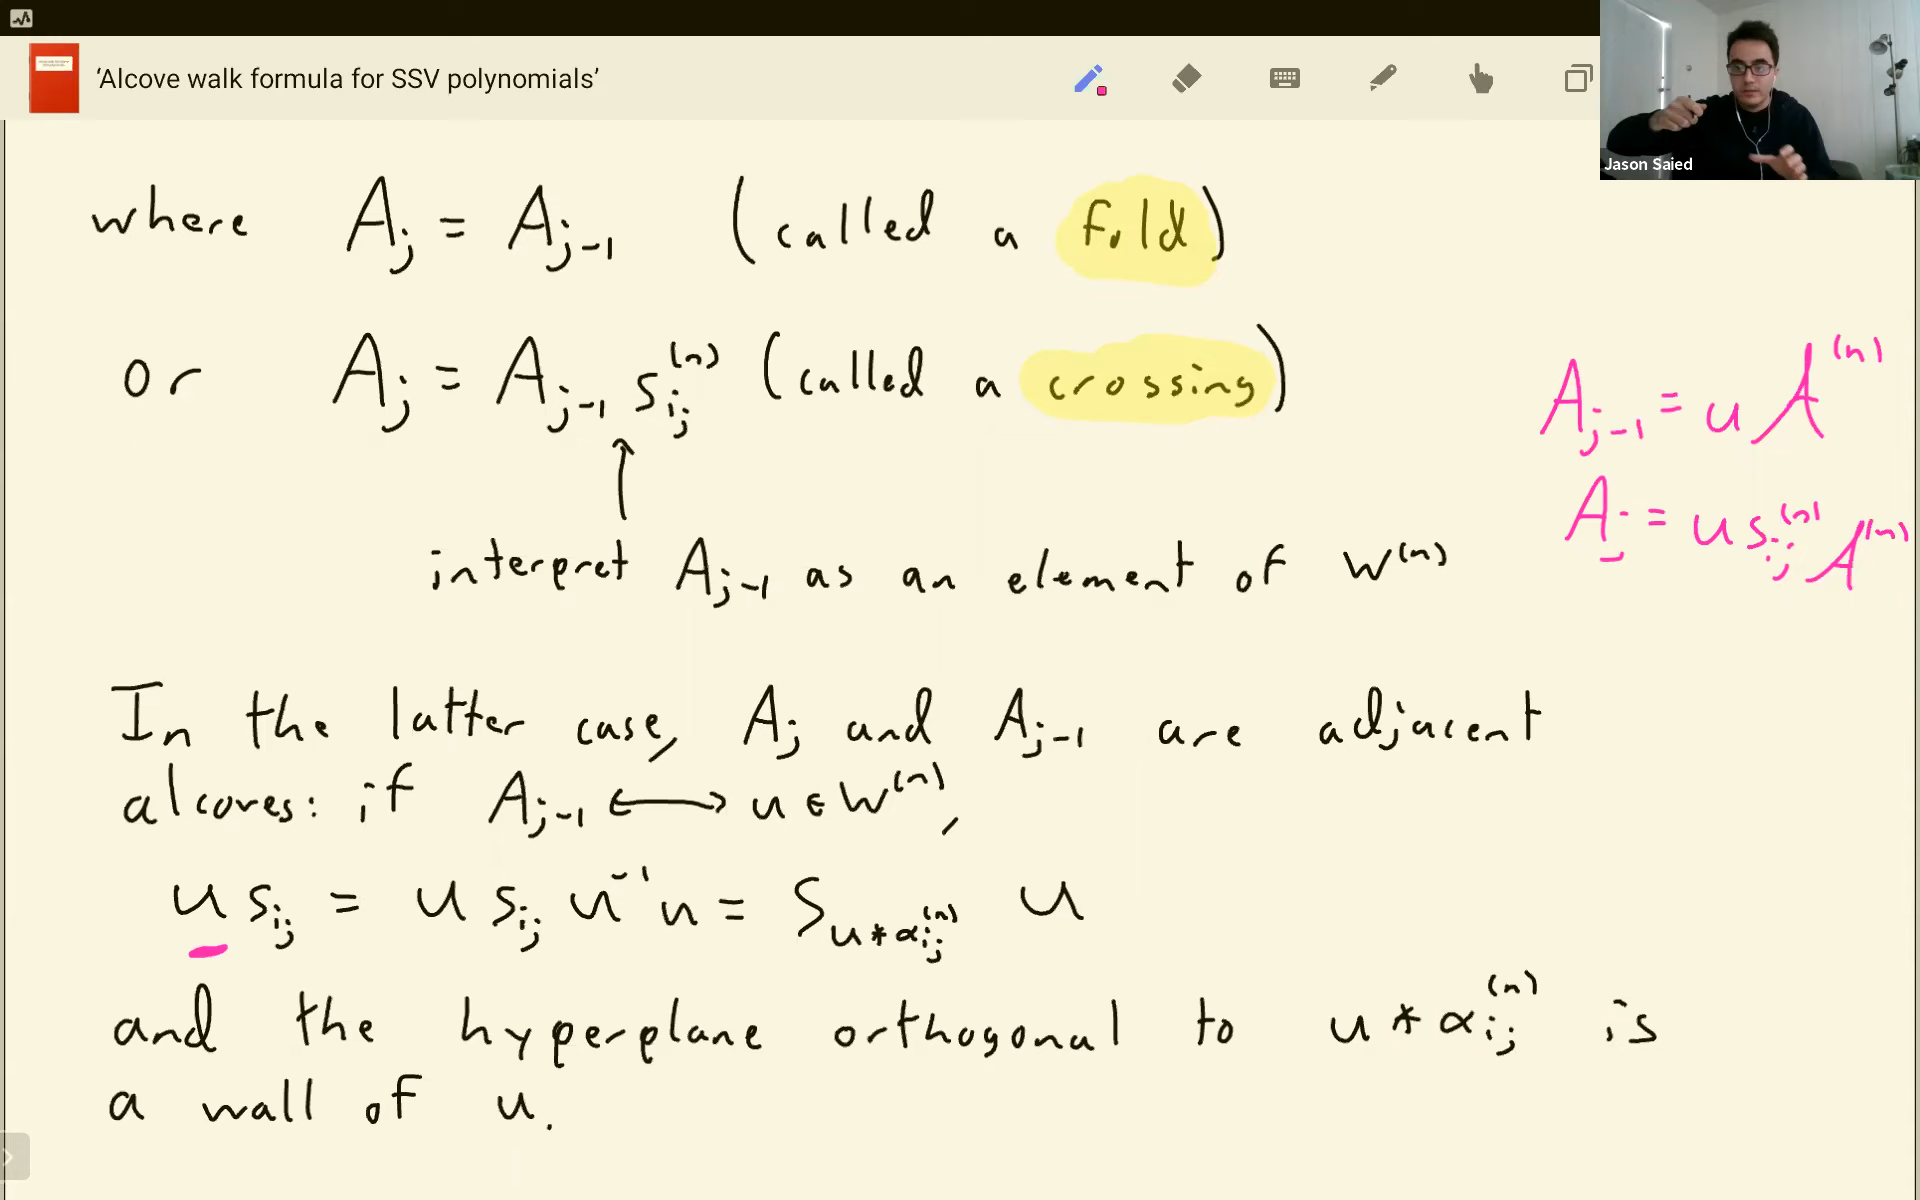 'Alcove walk formula for SSV polynomials'
Jason Saied
where A_j = A_{j-1} (called a fold)
or A_j = A_{j-1} s_{i_j}^{(n)} (called a crossing)
A_{j-1} = u A^{(n)}
A_j = u s_{i_j}^{(n)} A^{(n)}
↑
interpret A_{j-1} as an element of W^{(n)}
In the latter case, A_j and A_{j-1} are adjacent
alcoves: if A_{j-1} ⟷ u ∈ W^{(n)},
u s_{i_j} = u s_{i_j} u^{-1} u = S_{u * α_{i_j}^{(n)}} u
and the hyperplane orthogonal to u * α_{i_j}^{(n)} is
a wall of u.